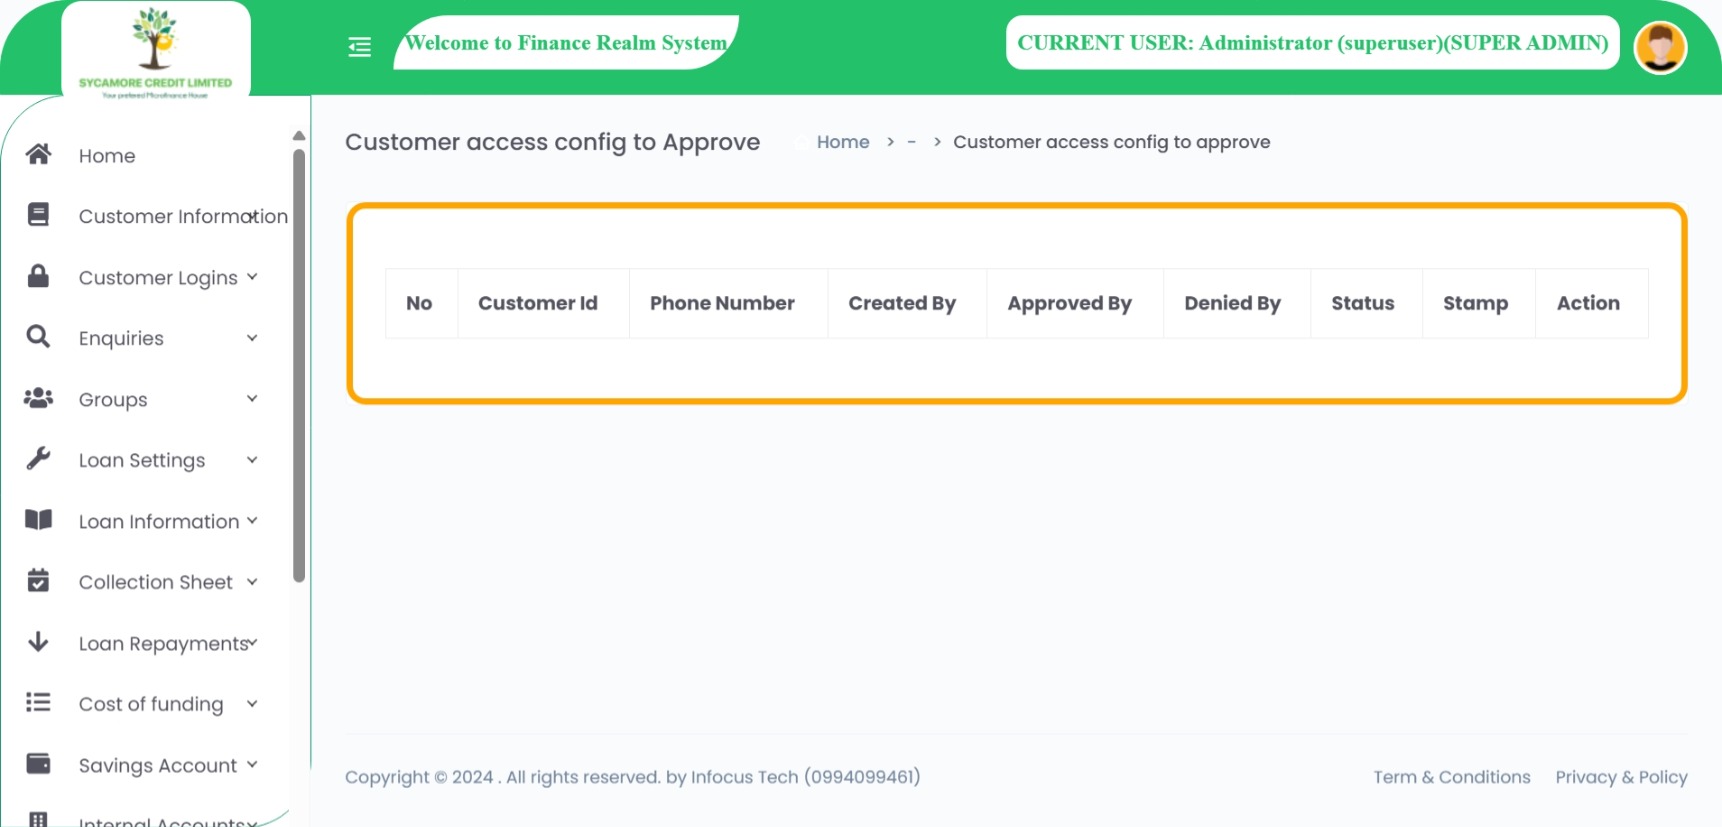 SYCAMORE CREDIT LIMITED
Your prefered Microfinance House
Welcome to Finance Realm System
CURRENT USER: Administrator (superuser)(SUPER ADMIN)
Home
Customer Information
Customer Logins
Enquiries
Groups
Loan Settings
Loan Information
Collection Sheet
Loan Repayments
Cost of funding
Savings Account
Internal Accounts
Customer access config to Approve
Home > - > Customer access config to approve
No Customer Id Phone Number Created By Approved By Denied By Status Stamp Action
Copyright © 2024 . All rights reserved. by Infocus Tech (0994099461)
Term & Conditions Privacy & Policy